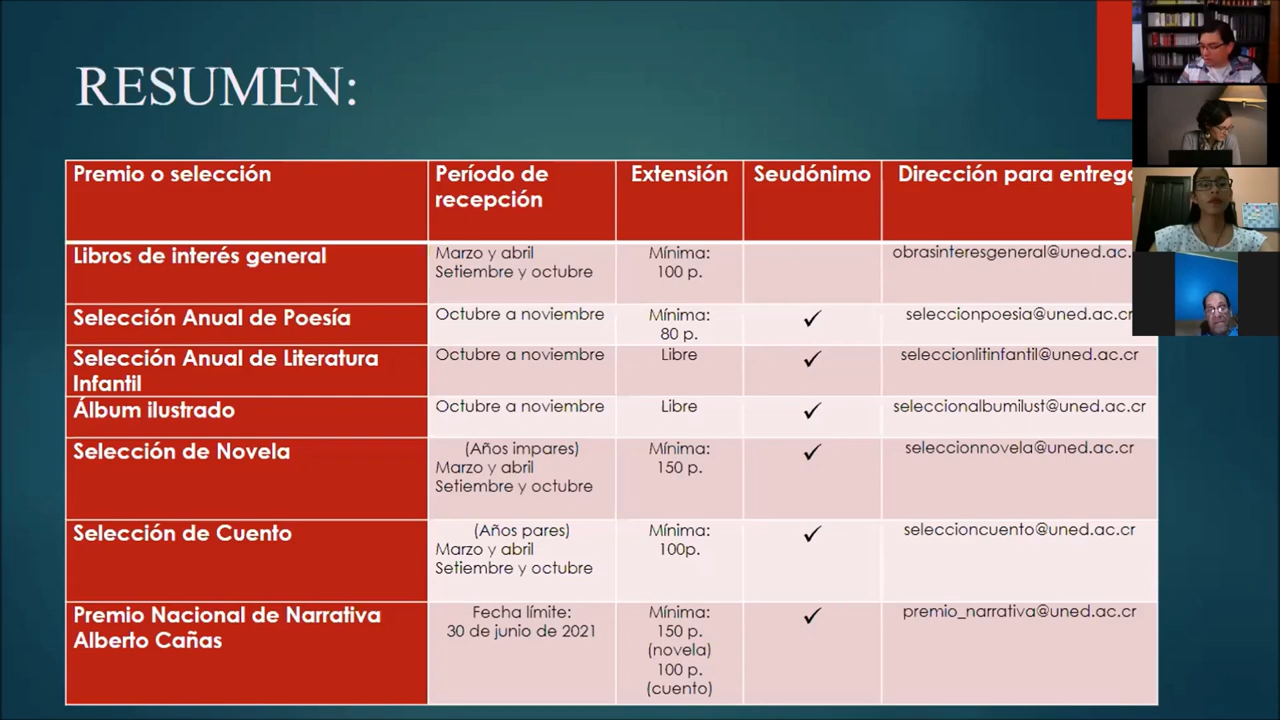 RESUMEN:
Premio o selección
Período de
recepción
Extensión
Seudónimo
Dirección para entrega
Libros de interés general
Marzo y abril
Setiembre y octubre
Mínima:
100 p.
obrasinteresgeneral@uned.ac.
Selección Anual de Poesía
Octubre a noviembre
Mínima:
80 p.
✓
seleccionpoesia@uned.ac.cr
Selección Anual de Literatura
Infantil
Octubre a noviembre
Libre
✓
seleccionlitinfantil@uned.ac.cr
Álbum ilustrado
Octubre a noviembre
Libre
✓
seleccionalbumilust@uned.ac.cr
Selección de Novela
(Años impares)
Marzo y abril
Setiembre y octubre
Mínima:
150 p.
✓
seleccionnovela@uned.ac.cr
Selección de Cuento
(Años pares)
Marzo y abril
Setiembre y octubre
Mínima:
100p.
✓
seleccioncuento@uned.ac.cr
Premio Nacional de Narrativa
Alberto Cañas
Fecha límite:
30 de junio de 2021
Mínima:
150 p.
(novela)
100 p.
(cuento)
✓
premio_narrativa@uned.ac.cr